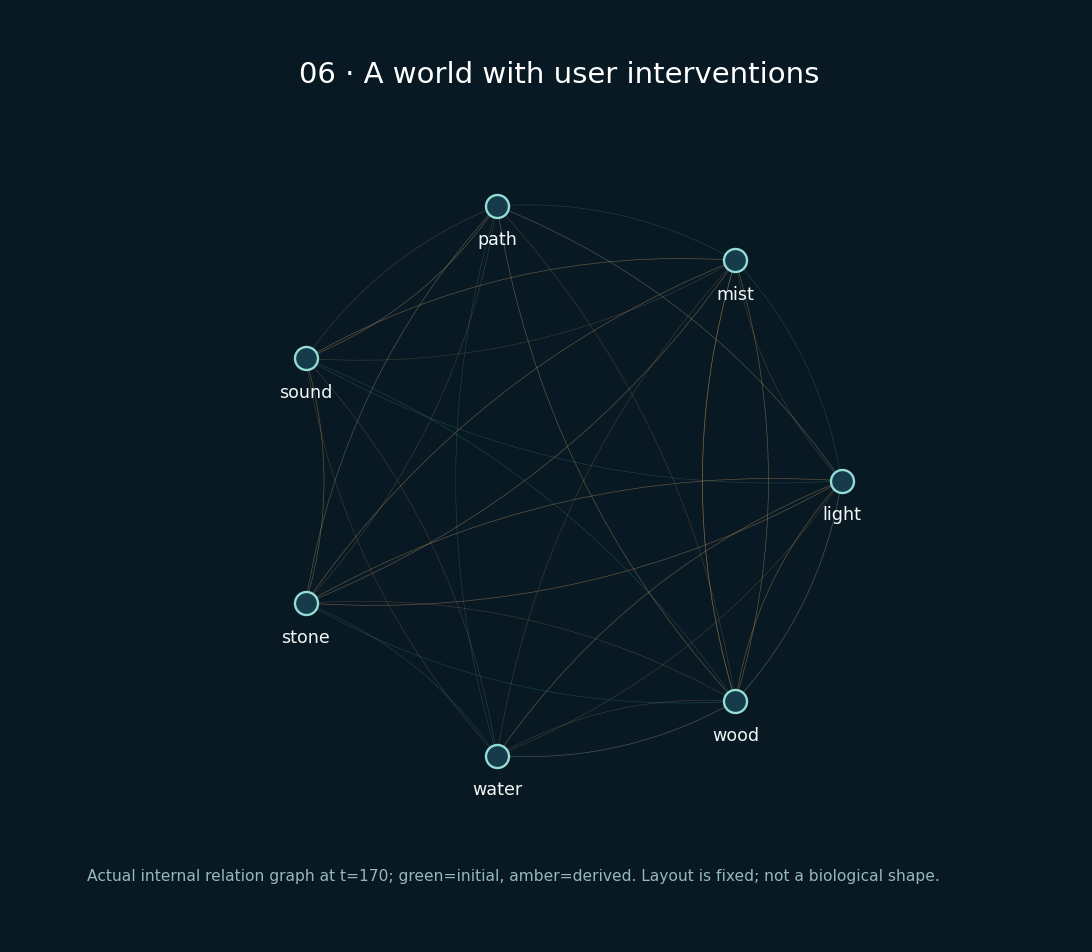 06 · A world with user interventions
path
mist
sound
light
stone
wood
water
Actual internal relation graph at t=170; green=initial, amber=derived. Layout is fixed; not a biological shape.